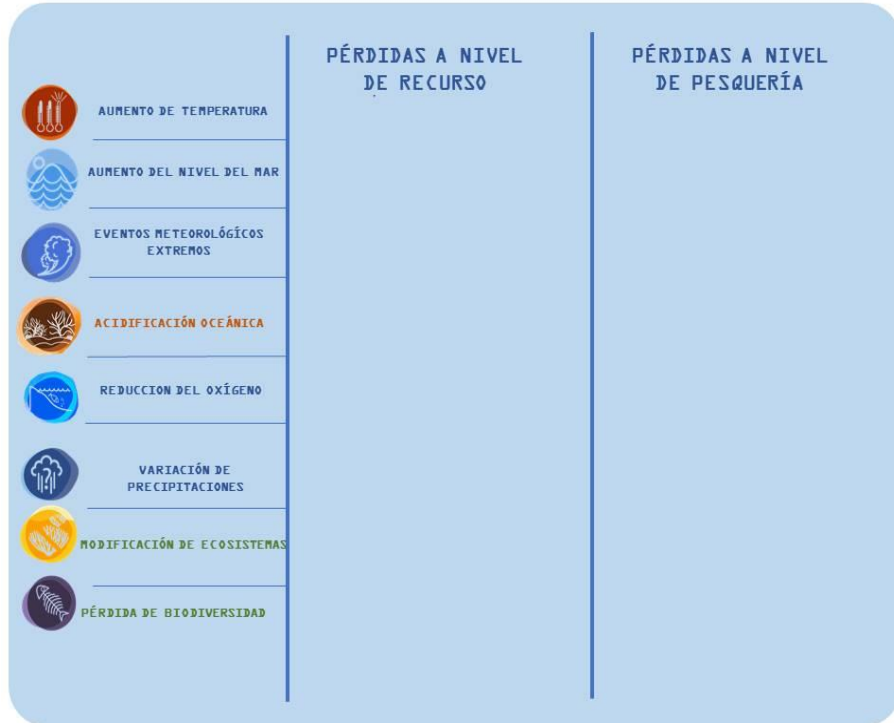 PÉRDIDAS A NIVEL
DE RECURSO
PÉRDIDAS A NIVEL
DE PESQUERÍA
AUMENTO DE TEMPERATURA
AUMENTO DEL NIVEL DEL MAR
EVENTOS METEOROLÓGÍCOS
EXTREMOS
ACIDIFICACIÓN OCEÁNICA
REDUCCION DEL OXÍGENO
VARIACIÓN DE
PRECIPITACIONES
MODIFICACIÓN DE ECOSISTEMAS
PÉRDIDA DE BIODIVERSIDAD